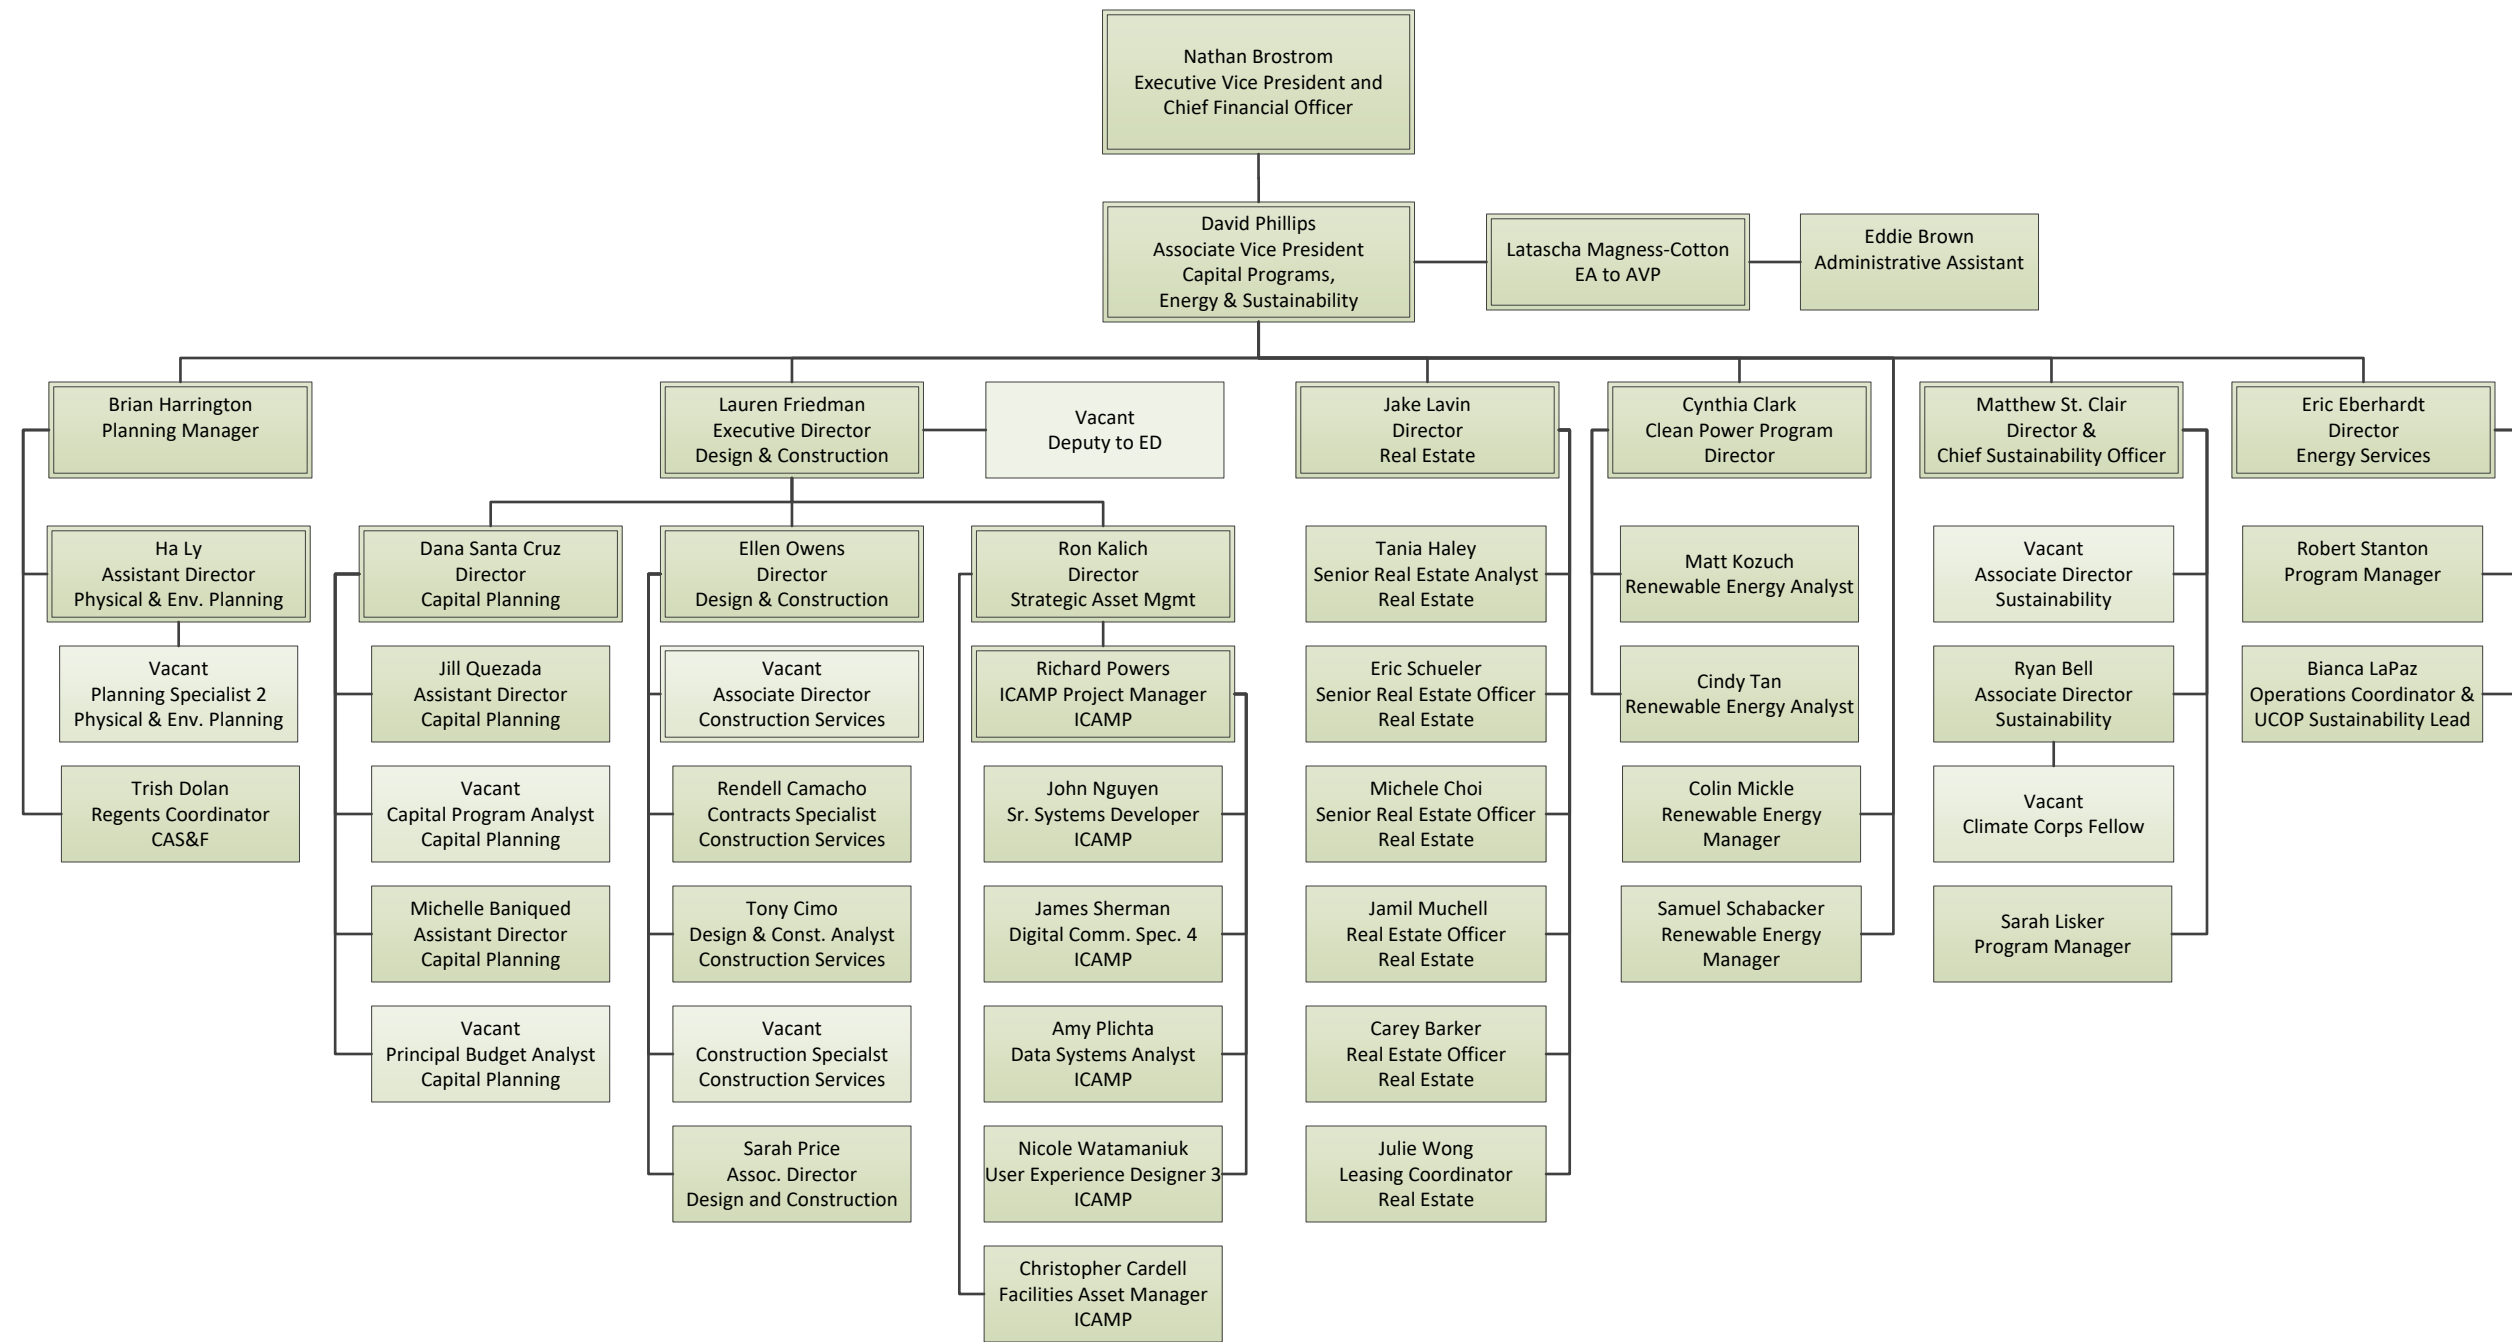 Nathan Brostrom
Executive Vice President and
Chief Financial Officer
David Phillips
Associate Vice President
Capital Programs,
Energy & Sustainability
Latascha Magness-Cotton
EA to AVP
Eddie Brown
Administrative Assistant
Brian Harrington
Planning Manager
Lauren Friedman
Executive Director
Design & Construction
Vacant
Deputy to ED
Jake Lavin
Director
Real Estate
Cynthia Clark
Clean Power Program
Director
Matthew St. Clair
Director &
Chief Sustainability Officer
Eric Eberhardt
Director
Energy Services
Ha Ly
Assistant Director
Physical & Env. Planning
Dana Santa Cruz
Director
Capital Planning
Ellen Owens
Director
Design & Construction
Ron Kalich
Director
Strategic Asset Mgmt
Tania Haley
Senior Real Estate Analyst
Real Estate
Matt Kozuch
Renewable Energy Analyst
Vacant
Associate Director
Sustainability
Robert Stanton
Program Manager
Vacant
Planning Specialist 2
Physical & Env. Planning
Jill Quezada
Assistant Director
Capital Planning
Vacant
Associate Director
Construction Services
Richard Powers
ICAMP Project Manager
ICAMP
Eric Schueler
Senior Real Estate Officer
Real Estate
Cindy Tan
Renewable Energy Analyst
Ryan Bell
Associate Director
Sustainability
Bianca LaPaz
Operations Coordinator &
UCOP Sustainability Lead
Trish Dolan
Regents Coordinator
CAS&F
Vacant
Capital Program Analyst
Capital Planning
Rendell Camacho
Contracts Specialist
Construction Services
John Nguyen
Sr. Systems Developer
ICAMP
Michele Choi
Senior Real Estate Officer
Real Estate
Colin Mickle
Renewable Energy
Manager
Vacant
Climate Corps Fellow
Michelle Baniqued
Assistant Director
Capital Planning
Tony Cimo
Design & Const. Analyst
Construction Services
James Sherman
Digital Comm. Spec. 4
ICAMP
Jamil Muchell
Real Estate Officer
Real Estate
Samuel Schabacker
Renewable Energy
Manager
Sarah Lisker
Program Manager
Vacant
Principal Budget Analyst
Capital Planning
Vacant
Construction Specialst
Construction Services
Amy Plichta
Data Systems Analyst
ICAMP
Carey Barker
Real Estate Officer
Real Estate
Sarah Price
Assoc. Director
Design and Construction
Nicole Watamaniuk
User Experience Designer 3
ICAMP
Julie Wong
Leasing Coordinator
Real Estate
Christopher Cardell
Facilities Asset Manager
ICAMP